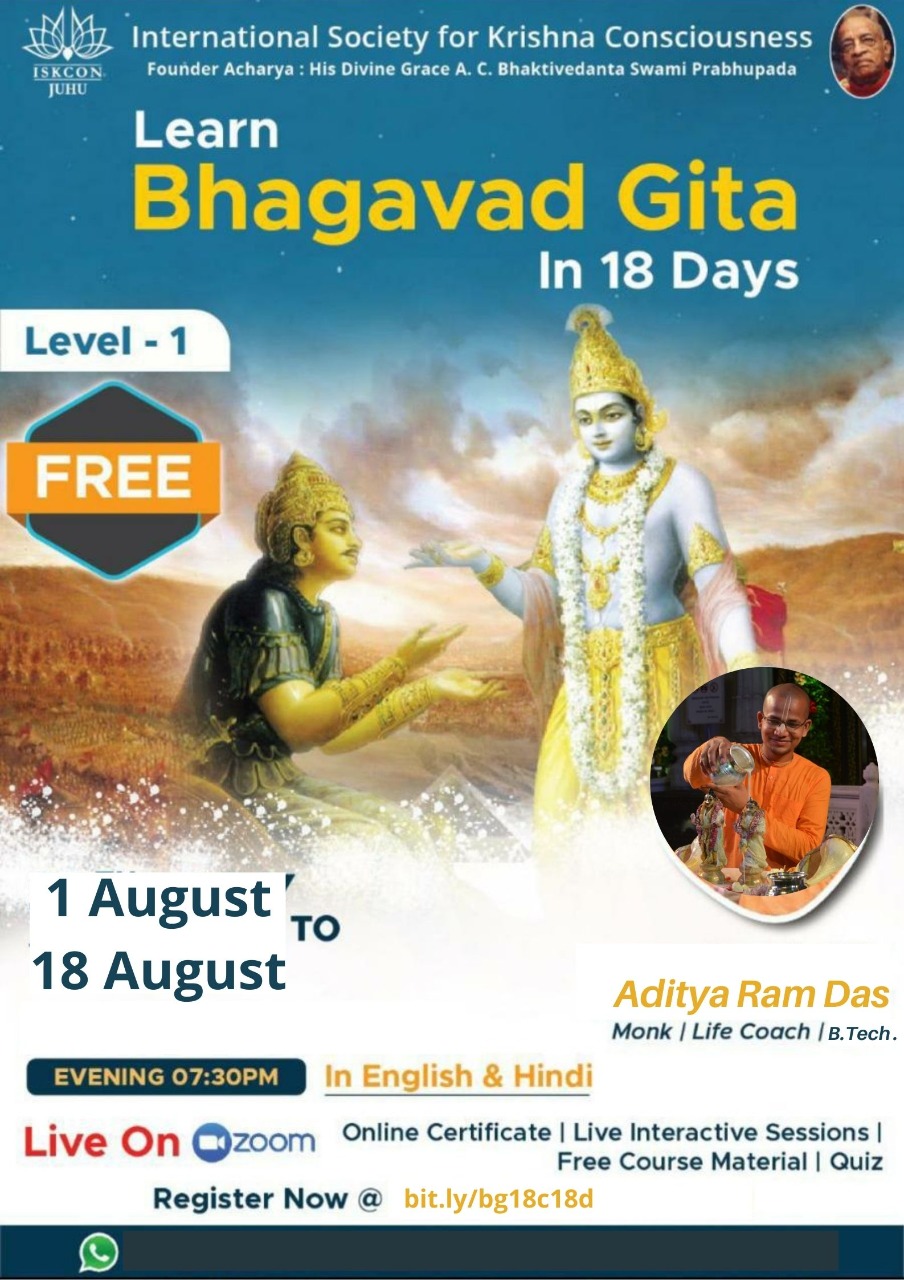 ISKCON
JUHU
International Society for Krishna Consciousness
Founder Acharya : His Divine Grace A. C. Bhaktivedanta Swami Prabhupada
Learn
Bhagavad Gita
In 18 Days
Level - 1
FREE
1 August
TO
18 August
Aditya Ram Das
Monk | Life Coach | B.Tech.
EVENING 07:30PM
In English & Hindi
Live On zoom
Online Certificate | Live Interactive Sessions |
Free Course Material | Quiz
Register Now @ bit.ly/bg18c18d